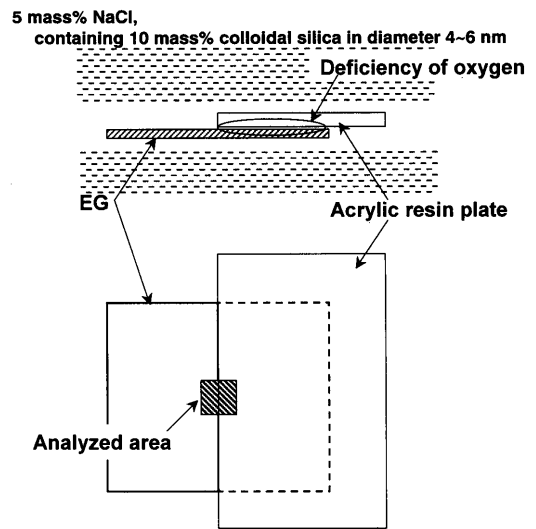 5 mass% NaCl,
containing 10 mass% colloidal silica in diameter 4~6 nm
Deficiency of oxygen
EG
Acrylic resin plate
Analyzed area